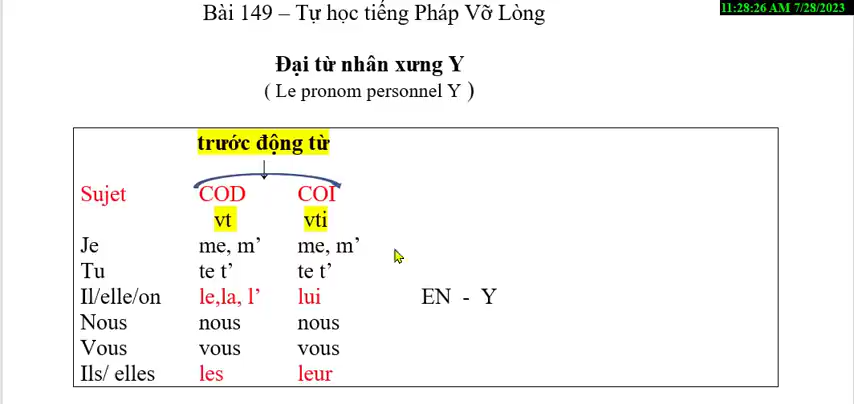 11:28:26 AM 7/28/2023
Bài 149 – Tự học tiếng Pháp Vỡ Lòng
Đại từ nhân xưng Y
( Le pronom personnel Y )
trước động từ
Sujet COD COI
vt vti
Je me, m’ me, m’
Tu te t’ te t’
Il/elle/on le,la, l’ lui EN - Y
Nous nous nous
Vous vous vous
Ils/ elles les leur